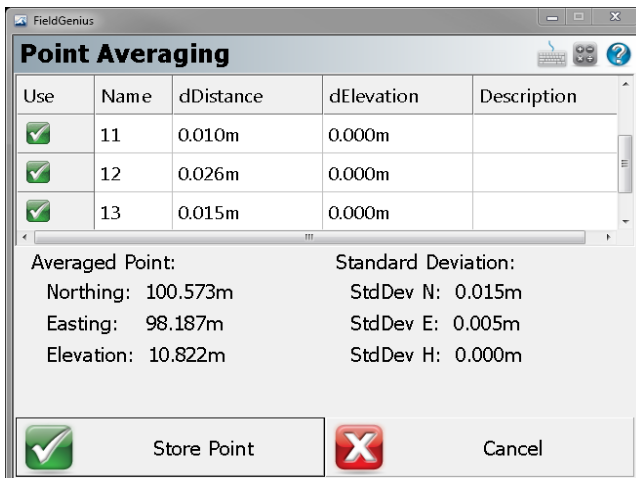 FieldGenius
Point Averaging
Use Name dDistance dElevation Description
11 0.010m 0.000m
12 0.026m 0.000m
13 0.015m 0.000m
Averaged Point: Standard Deviation:
Northing: 100.573m StdDev N: 0.015m
Easting: 98.187m StdDev E: 0.005m
Elevation: 10.822m StdDev H: 0.000m
Store Point Cancel